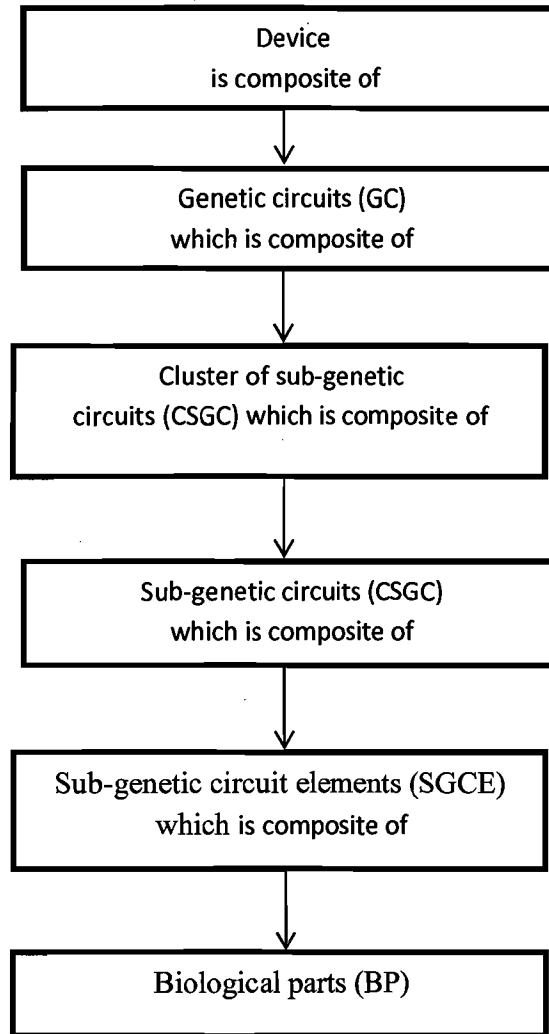 Device
is composite of
Genetic circuits (GC)
which is composite of
Cluster of sub-genetic
circuits (CSGC) which is composite of
Sub-genetic circuits (CSGC)
which is composite of
Sub-genetic circuit elements (SGCE)
which is composite of
Biological parts (BP)